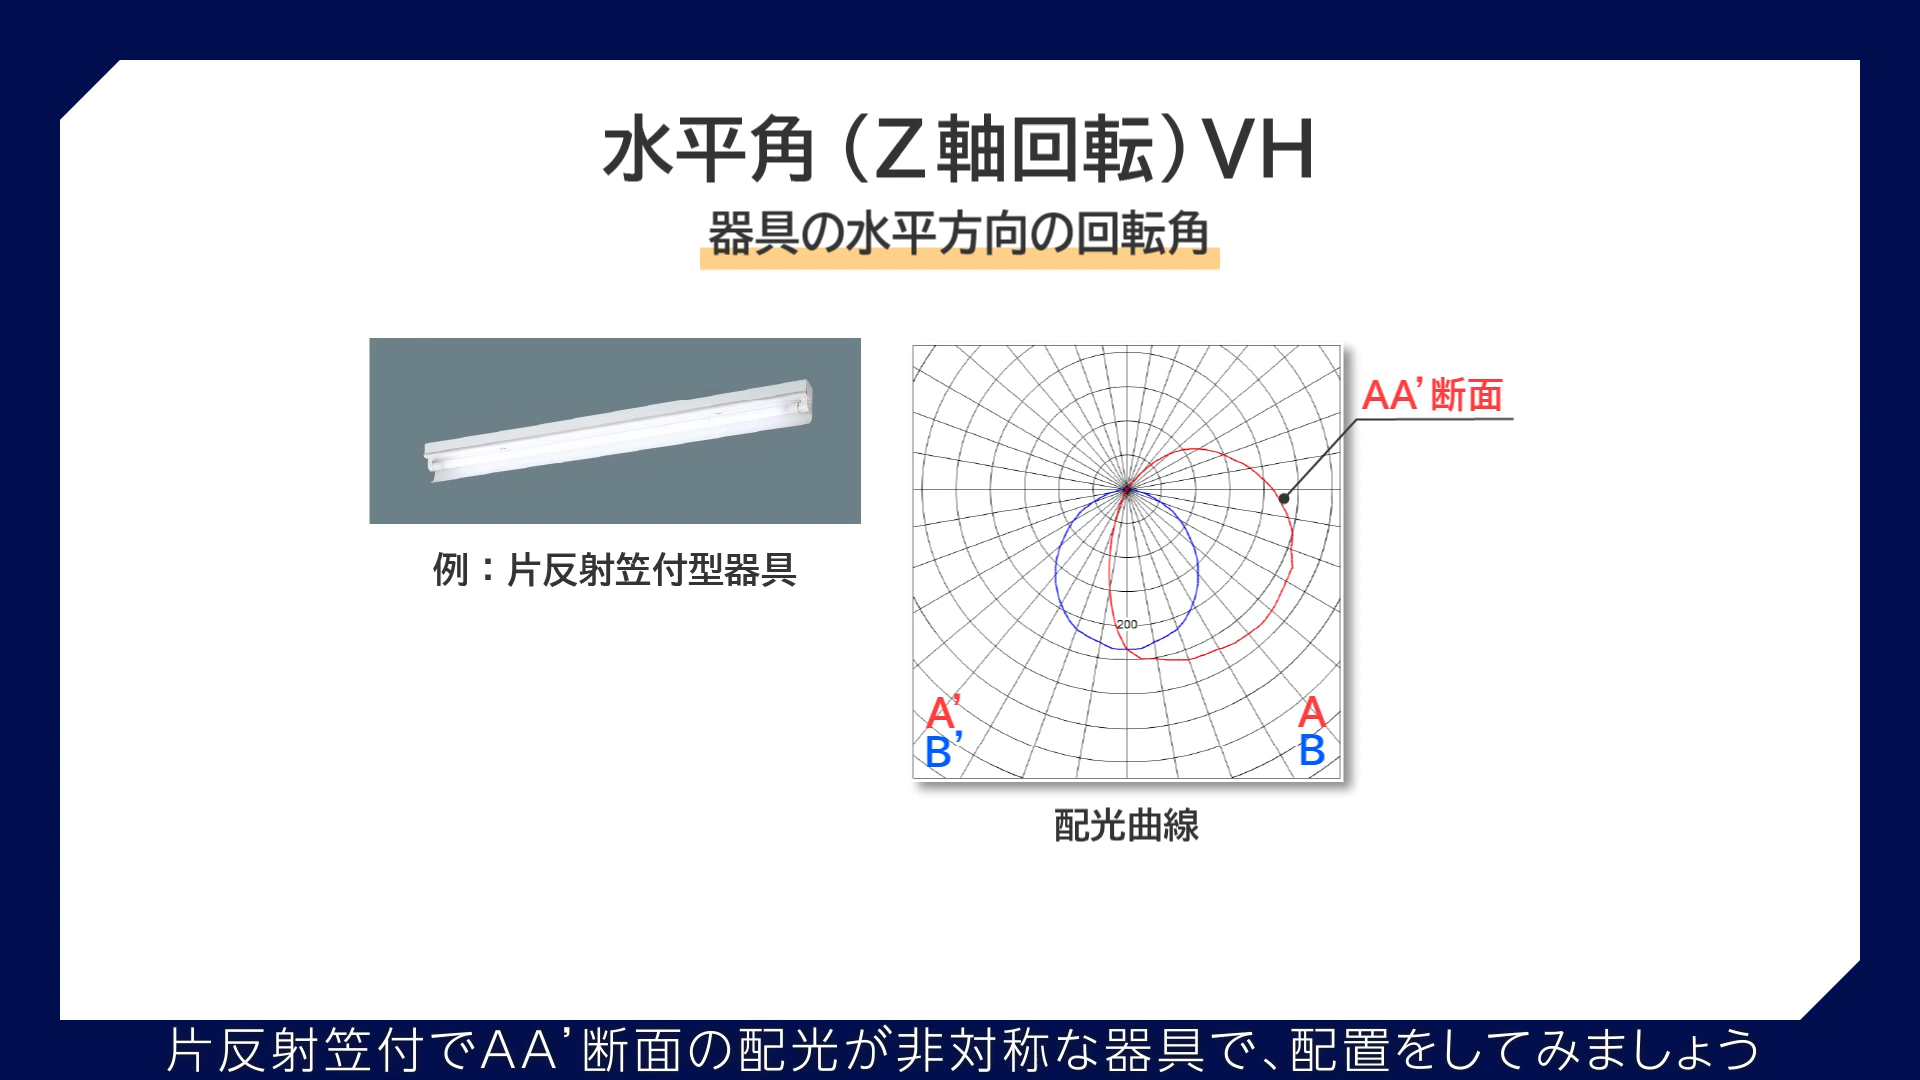 水平角（Z軸回転）VH
器具の水平方向の回転角
AA’断面
200
A’
A
B’
B
例：片反射笠付型器具
配光曲線
片反射笠付でAA’断面の配光が非対称な器具で、配置をしてみましょう